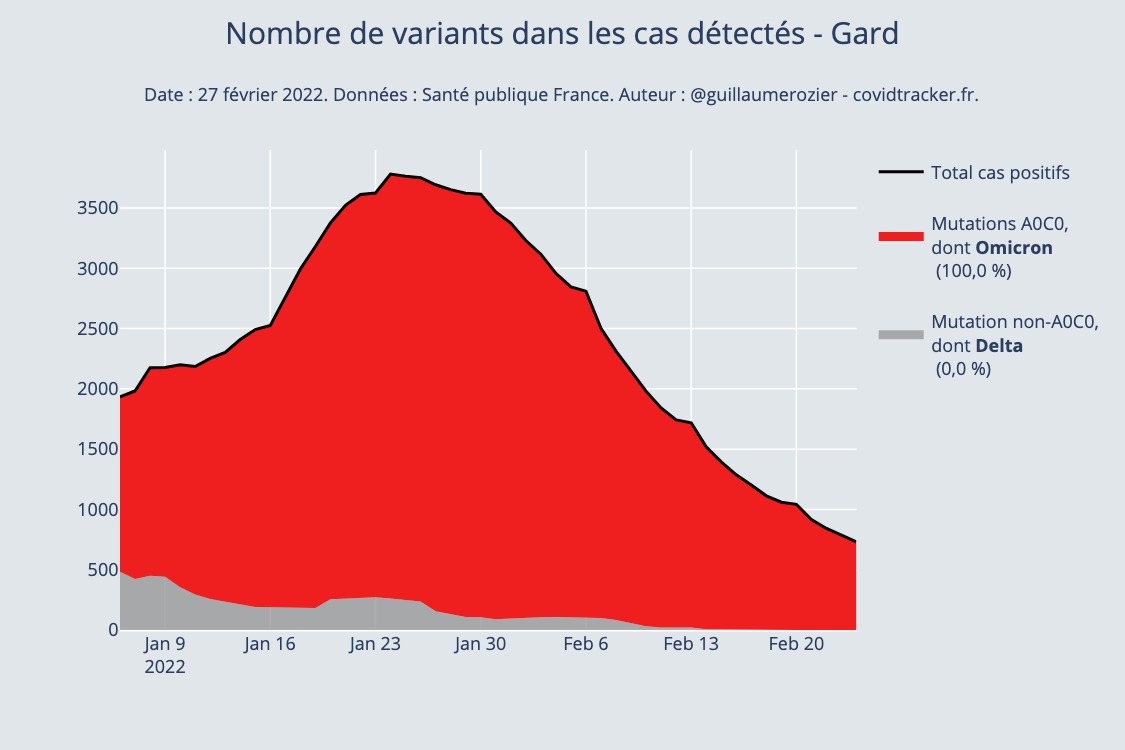 Nombre de variants dans les cas détectés - Gard
Date : 27 février 2022. Données : Santé publique France. Auteur : @guillaumerozier - covidtracker.fr.
Total cas positifs
Mutations A0C0,
dont Omicron
(100,0 %)
Mutation non-A0C0,
dont Delta
(0,0 %)
3500
3000
2500
2000
1500
1000
500
0
Jan 9 Jan 16 Jan 23 Jan 30 Feb 6 Feb 13 Feb 20
2022